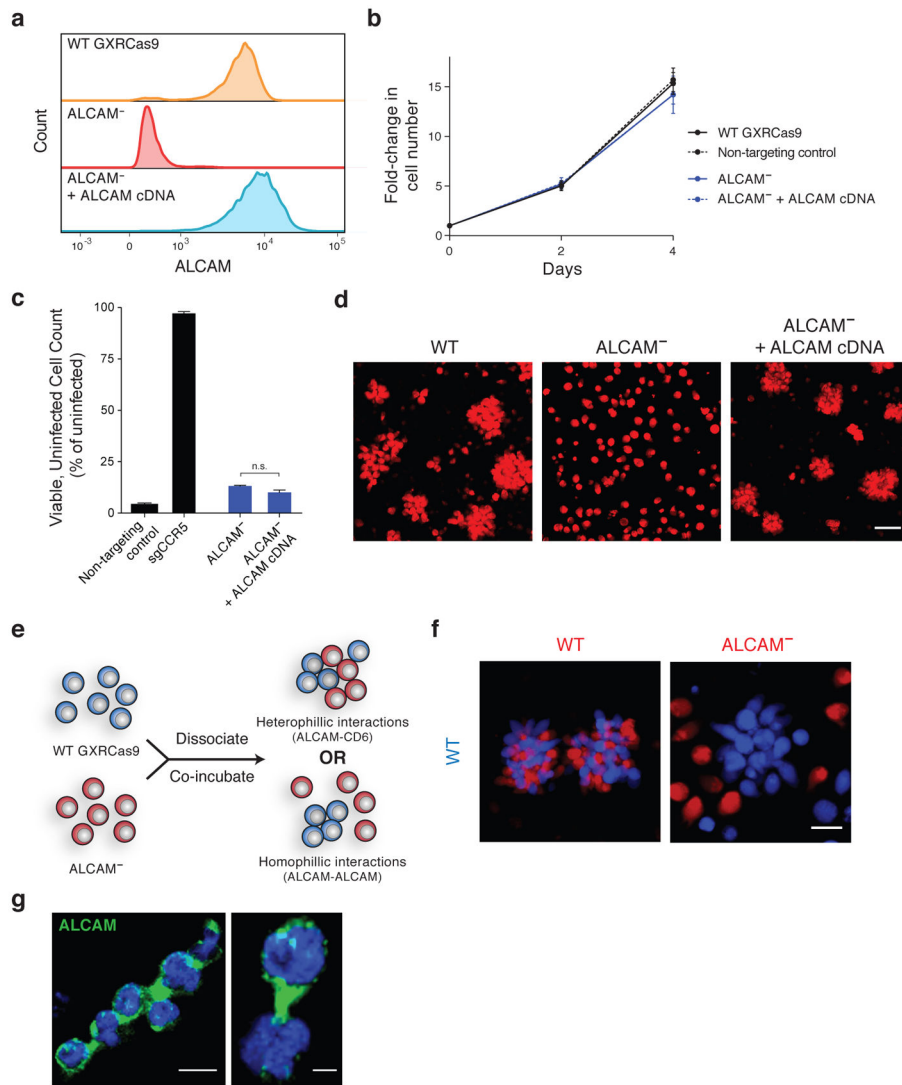 a
WT GXRCas9
ALCAM⁻
ALCAM⁻
+ ALCAM cDNA
Count
10⁻³
0
10³
10⁴
10⁵
ALCAM
b
Fold-change in
cell number
15
10
5
0
0
2
4
Days
WT GXRCas9
Non-targeting control
ALCAM⁻
ALCAM⁻ + ALCAM cDNA
c
Viable, Uninfected Cell Count
(% of uninfected)
100
75
50
25
0
n.s.
Non-targeting
control
sgCCR5
ALCAM⁻
ALCAM⁻
+ ALCAM cDNA
d
WT
ALCAM⁻
ALCAM⁻
+ ALCAM cDNA
e
WT GXRCas9
ALCAM⁻
Dissociate
Co-incubate
Heterophillic interactions
(ALCAM-CD6)
OR
Homophillic interactions
(ALCAM-ALCAM)
f
WT
ALCAM⁻
WT
g
ALCAM